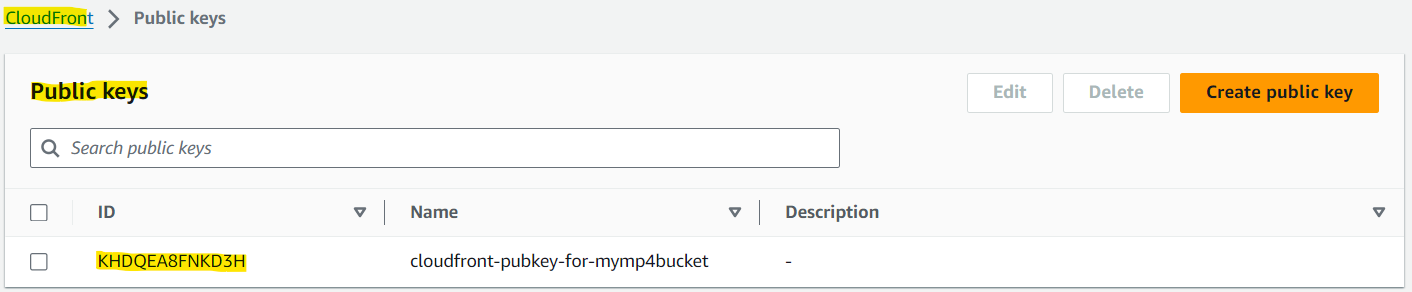 CloudFront > Public keys
Public keys
Edit Delete Create public key
Search public keys
ID Name Description
KHDQEA8FNKD3H cloudfront-pubkey-for-mymp4bucket -